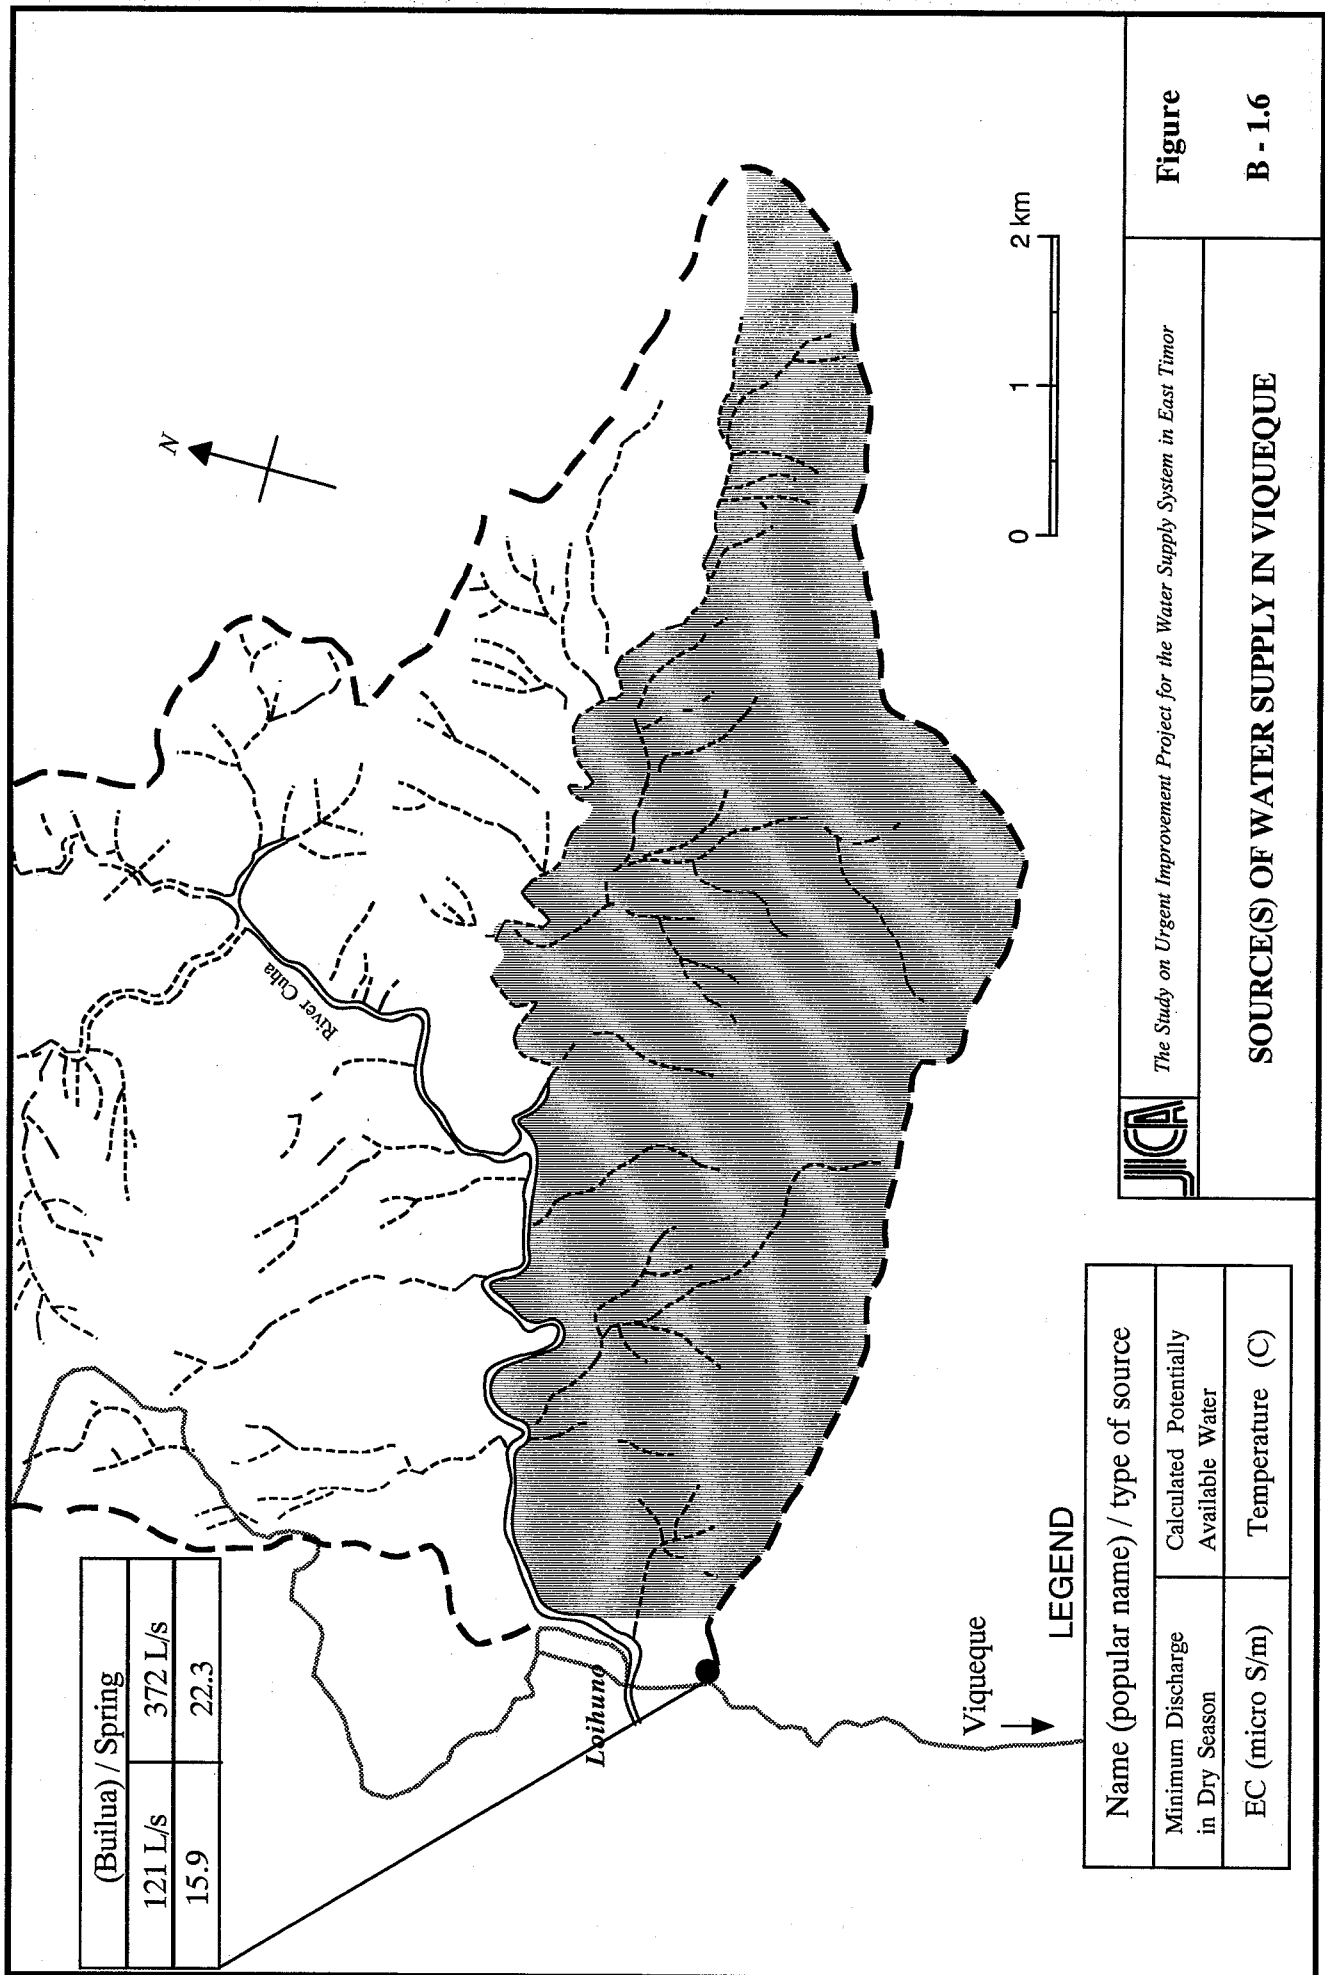 (Builua) / Spring
121 L/s 372 L/s
15.9 22.3
N
River Cuha
Loihuno
Viqueque
0 1 2 km
LEGEND
Name (popular name) / type of source
Minimum Discharge
in Dry Season
Calculated Potentially
Available Water
EC (micro S/m) Temperature (C)
JICA
The Study on Urgent Improvement Project for the Water Supply System in East Timor
SOURCE(S) OF WATER SUPPLY IN VIQUEQUE
Figure
B - 1.6